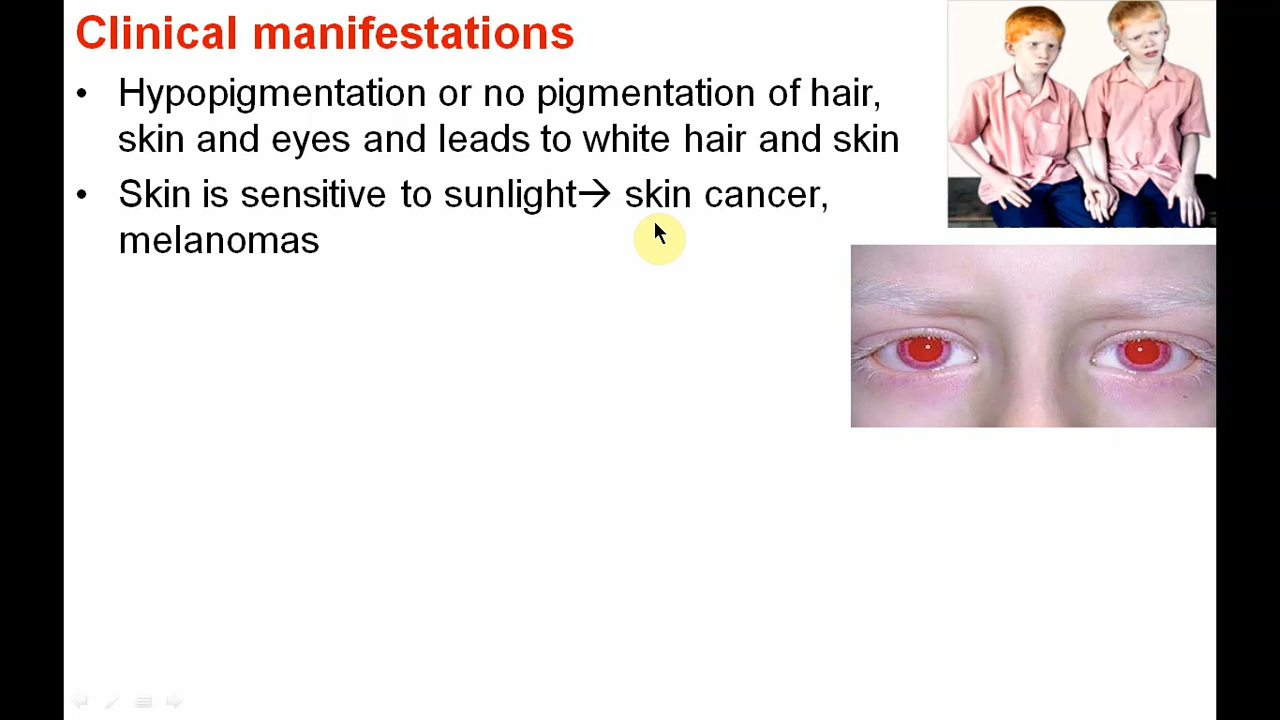 Clinical manifestations
• Hypopigmentation or no pigmentation of hair,
skin and eyes and leads to white hair and skin
• Skin is sensitive to sunlight→ skin cancer,
melanomas